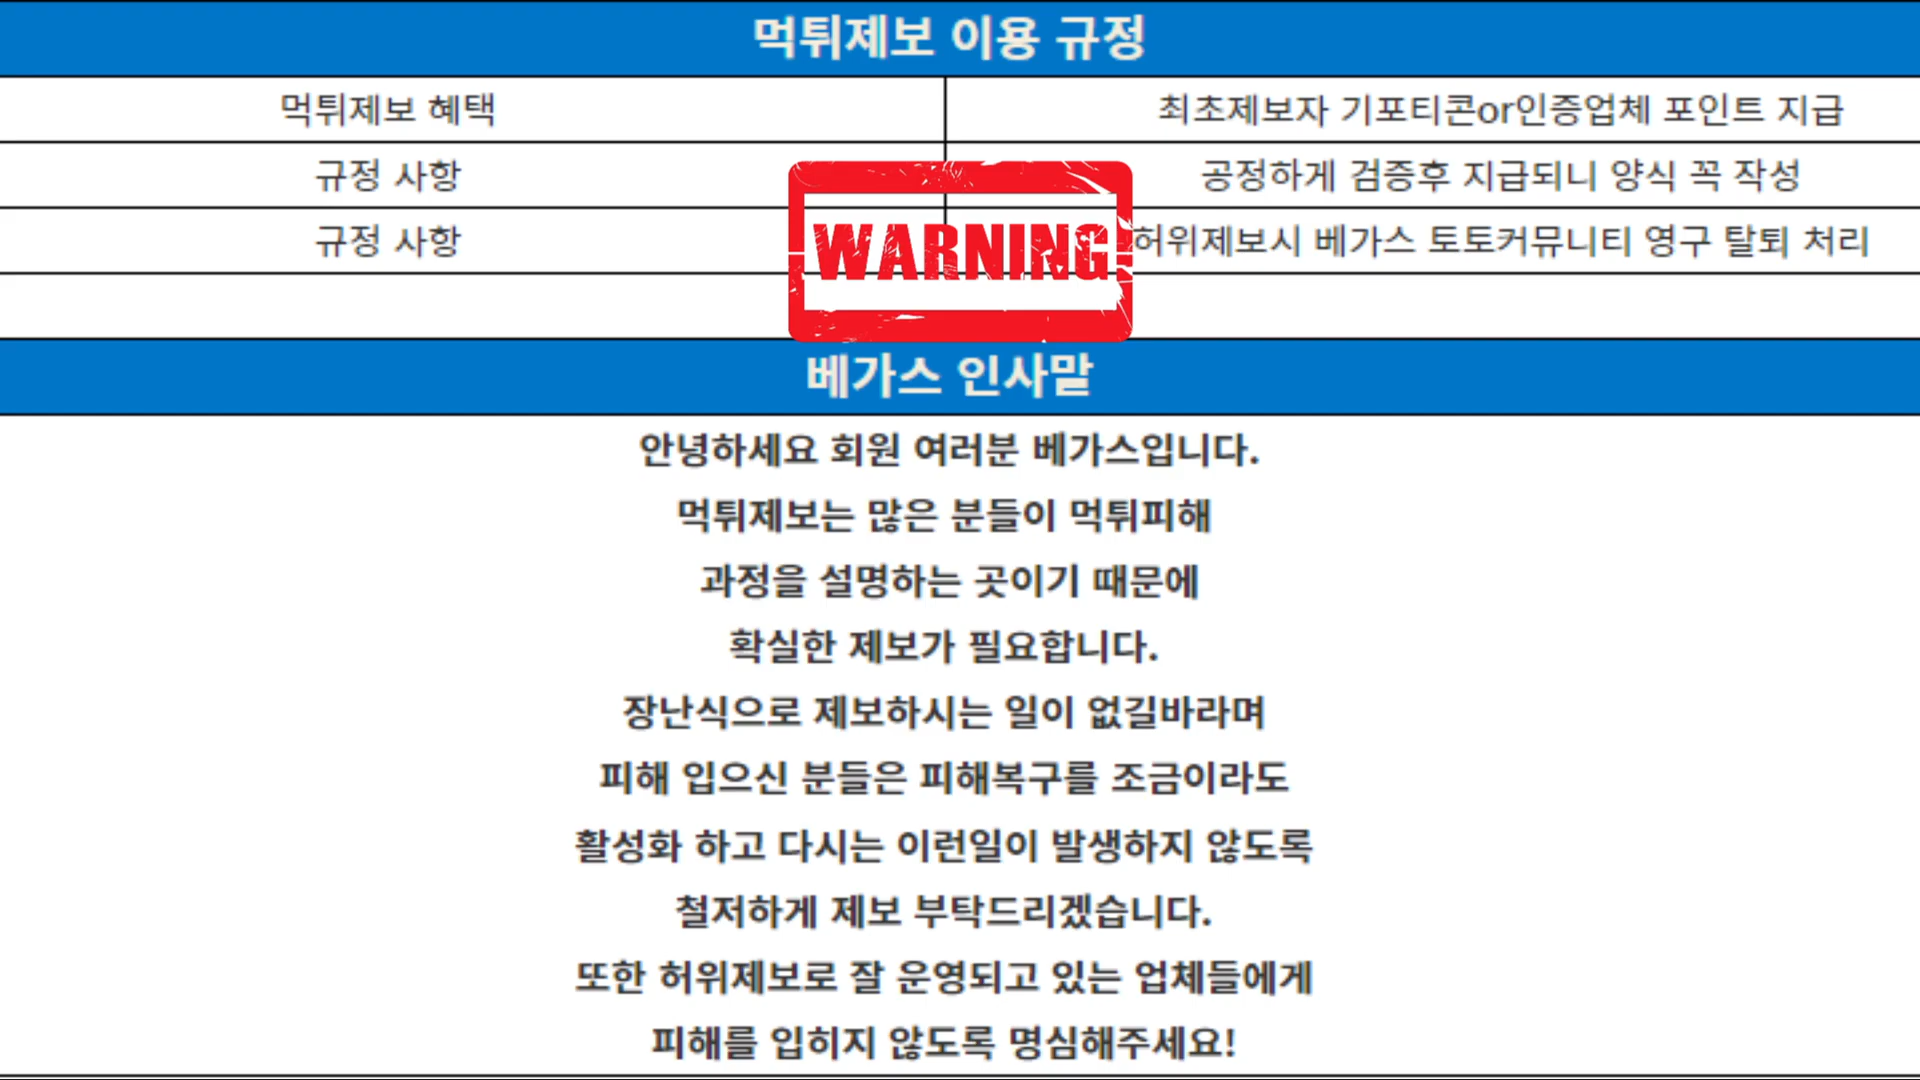 먹튀제보 이용 규정
먹튀제보 혜택 최초제보자 기포티콘or인증업체 포인트 지급
규정 사항 공정하게 검증후 지급되니 양식 꼭 작성
규정 사항 허위제보시 베가스 토토커뮤니티 영구 탈퇴 처리
WARNING
베가스 인사말
안녕하세요 회원 여러분 베가스입니다.
먹튀제보는 많은 분들이 먹튀피해
과정을 설명하는 곳이기 때문에
확실한 제보가 필요합니다.
장난식으로 제보하시는 일이 없길바라며
피해 입으신 분들은 피해복구를 조금이라도
활성화 하고 다시는 이런일이 발생하지 않도록
철저하게 제보 부탁드리겠습니다.
또한 허위제보로 잘 운영되고 있는 업체들에게
피해를 입히지 않도록 명심해주세요!